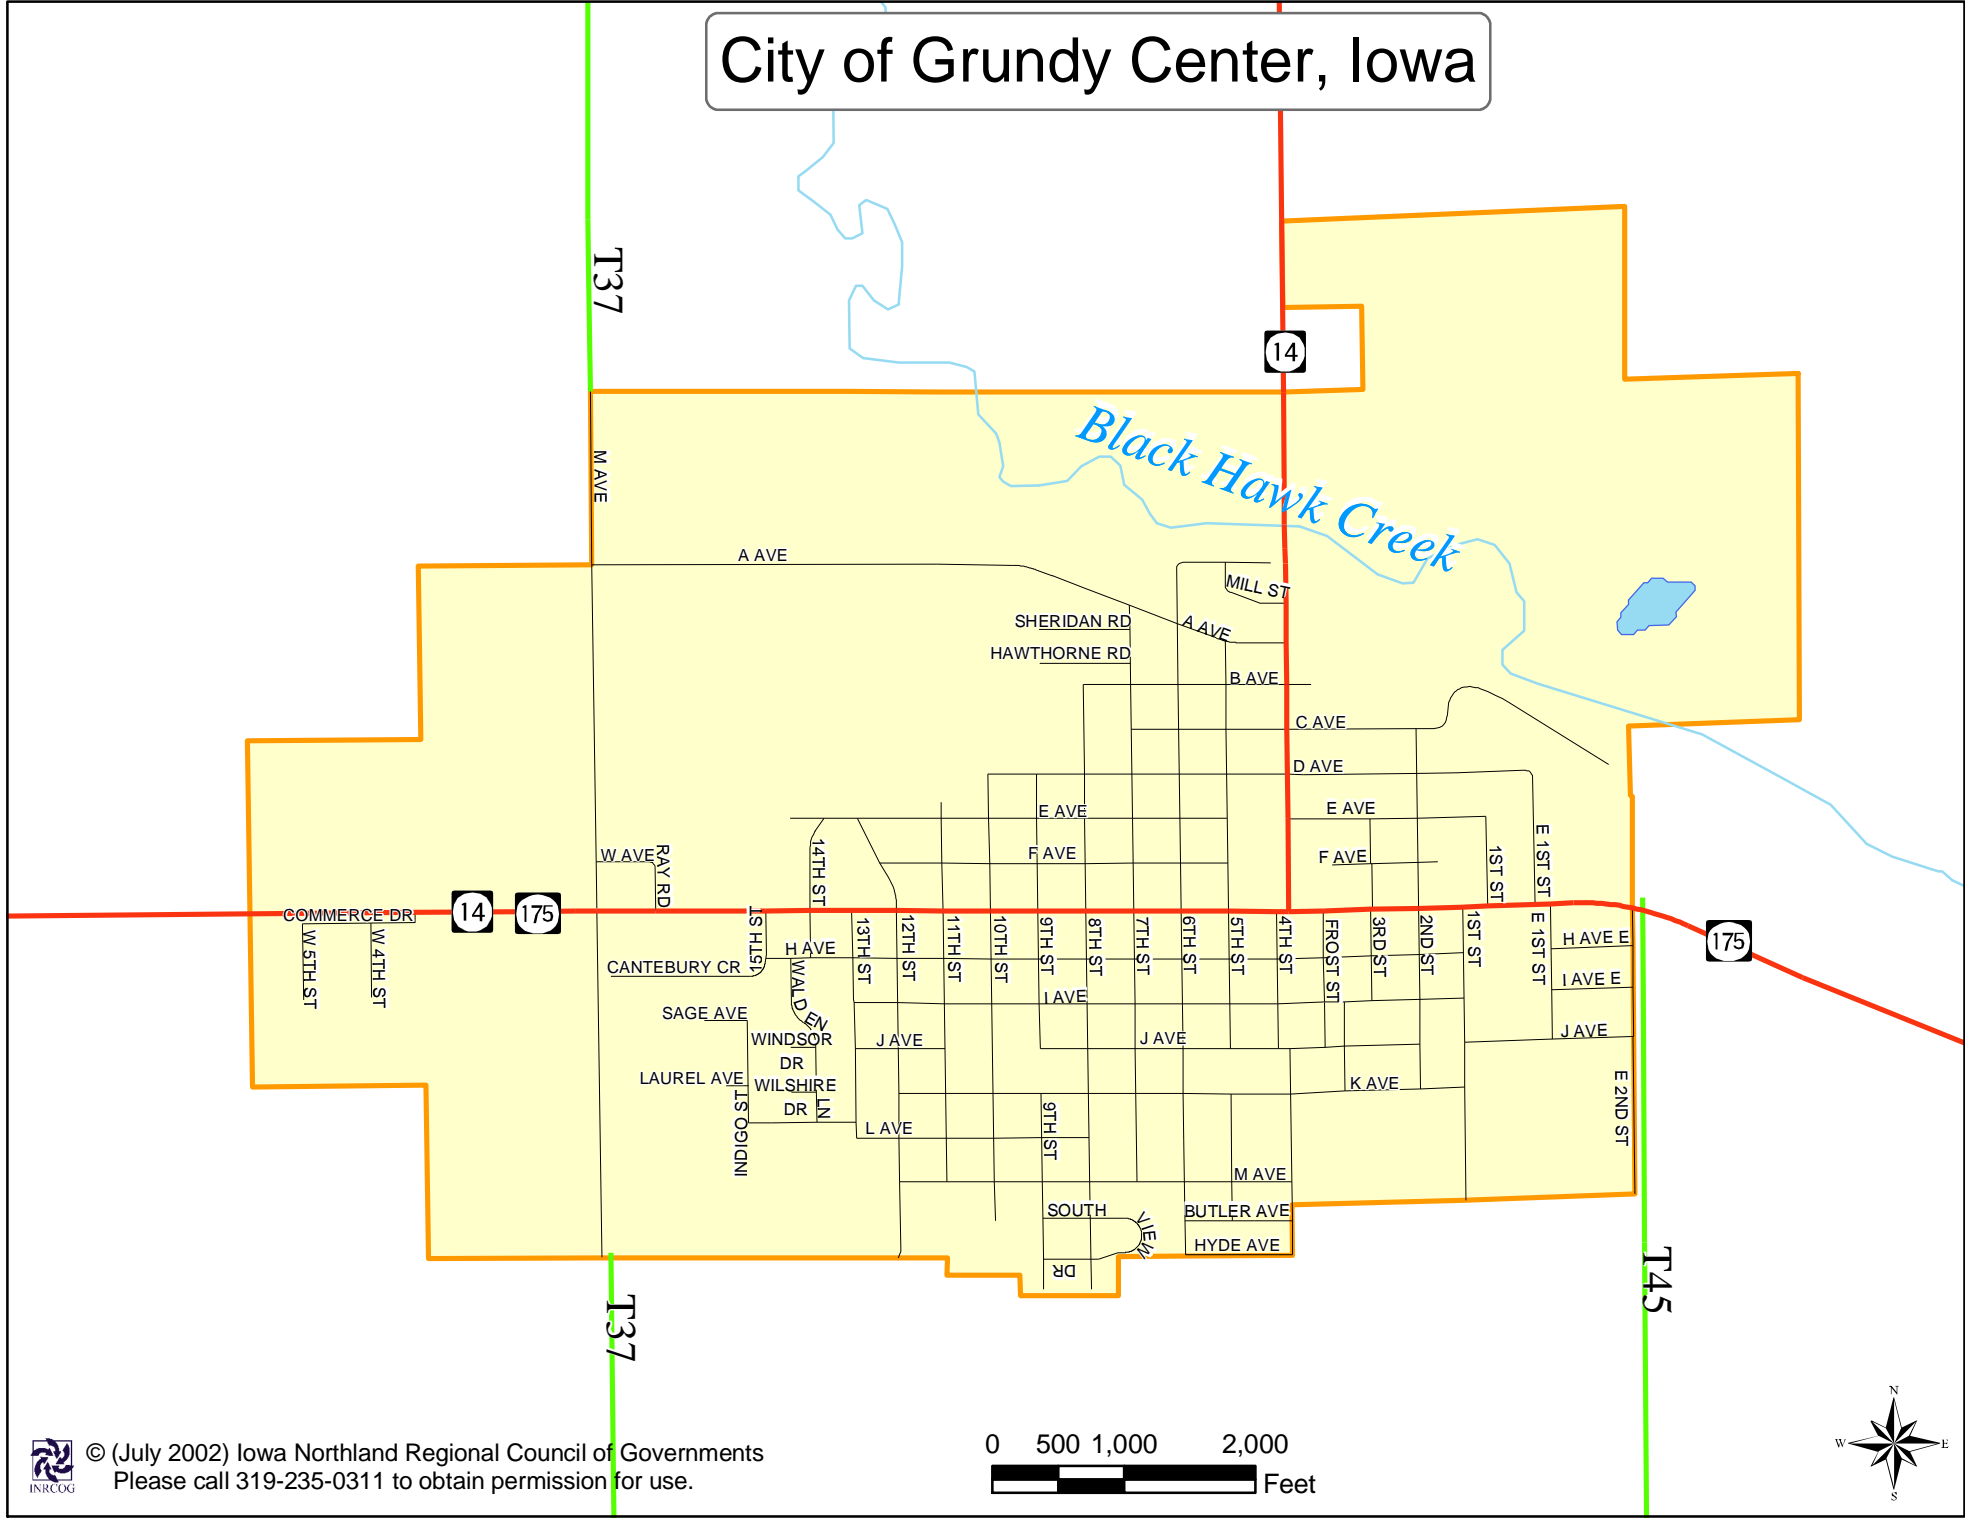 City of Grundy Center, Iowa
T37
14
Black Hawk Creek
M AVE
A AVE
MILL ST
SHERIDAN RD
A AVE
HAWTHORNE RD
B AVE
C AVE
D AVE
E AVE
E AVE
14TH ST
1ST ST
E 1ST ST
W AVE
RAY RD
F AVE
F AVE
COMMERCE DR
14
175
15TH ST
13TH ST
12TH ST
11TH ST
10TH ST
9TH ST
8TH ST
7TH ST
6TH ST
5TH ST
4TH ST
FROST ST
3RD ST
2ND ST
1ST ST
E 1ST ST
H AVE E
175
W 5TH ST
W 4TH ST
H AVE
CANTEBURY CR
WALDEN
LN
I AVE E
I AVE
SAGE AVE
WINDSOR
DR
J AVE
J AVE
J AVE
LAUREL AVE
WILSHIRE
DR
K AVE
E 2ND ST
INDIGO ST
L AVE
9TH ST
M AVE
SOUTH
VIEW
DR
BUTLER AVE
HYDE AVE
T37
T45
© (July 2002) Iowa Northland Regional Council of Governments
Please call 319-235-0311 to obtain permission for use.
INRCOG
0 500 1,000 2,000
Feet
N
W E
S